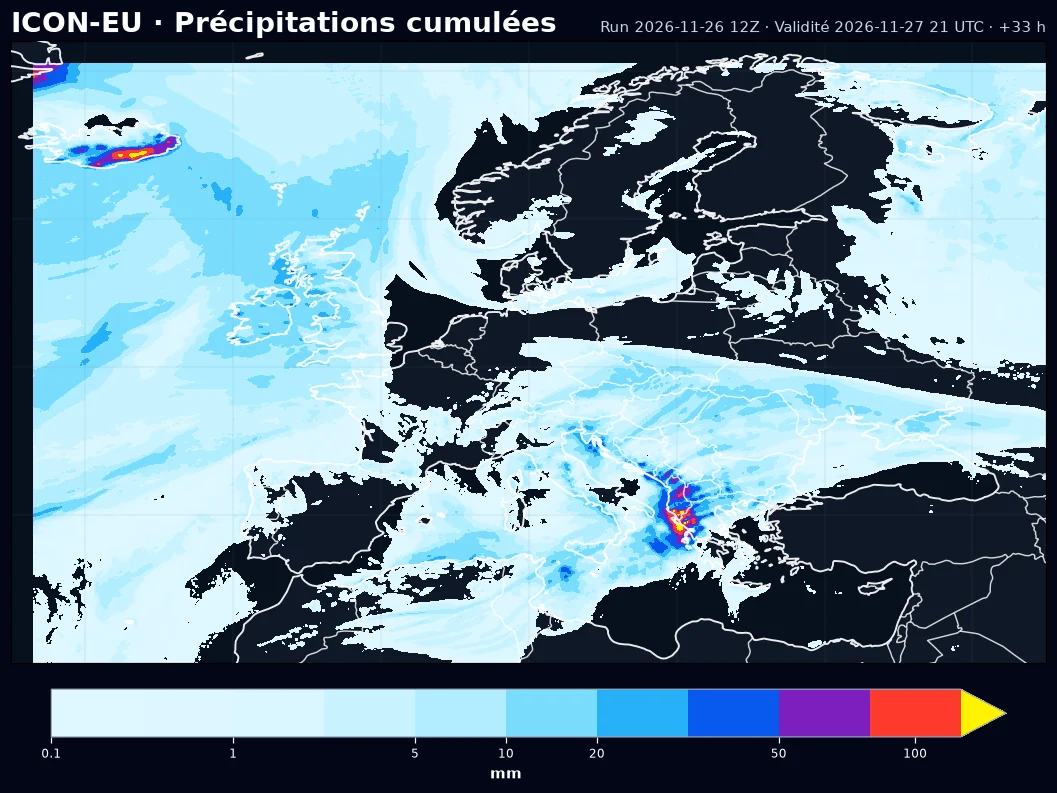 ICON-EU · Précipitations cumulées
Run 2026-11-26 12Z · Validité 2026-11-27 21 UTC · +33 h
0.1 1 5 10 20 50 100
mm